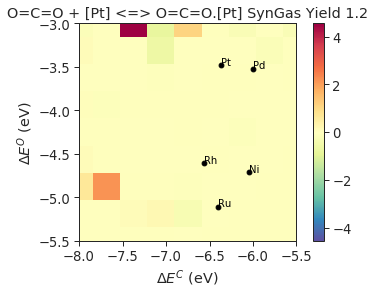 O=C=O + [Pt] <=> O=C=O.[Pt] SynGas Yield 1.2
−3.0
−3.5
−4.0
−4.5
−5.0
−5.5
ΔE^O (eV)
Pt
Pd
Rh
Ni
Ru
−8.0 −7.5 −7.0 −6.5 −6.0 −5.5
ΔE^C (eV)
4
2
0
−2
−4